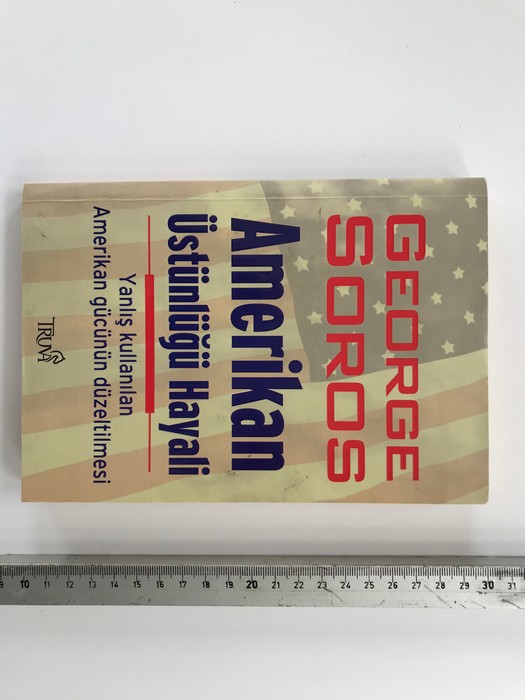 GEORGE
SOROS
Amerikan
Üstünlüğü Hayali
Yanlış kullanılan
Amerikan gücünün düzeltilmesi
TRUVA
9 10 11 12 13 14 15 16 17 18 19 20 21 22 23 24 25 26 27 28 29 30 31